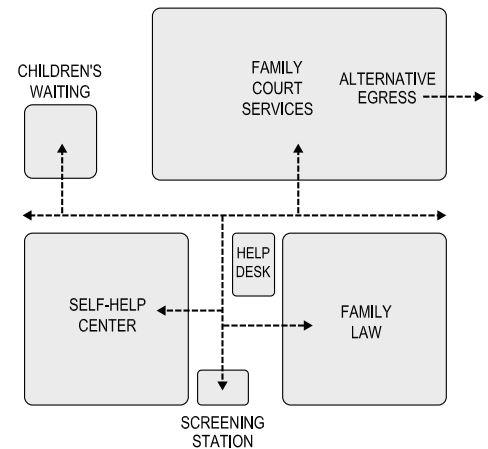 CHILDREN'S
WAITING
FAMILY
COURT
SERVICES
ALTERNATIVE
EGRESS
HELP
DESK
SELF-HELP
CENTER
FAMILY
LAW
SCREENING
STATION